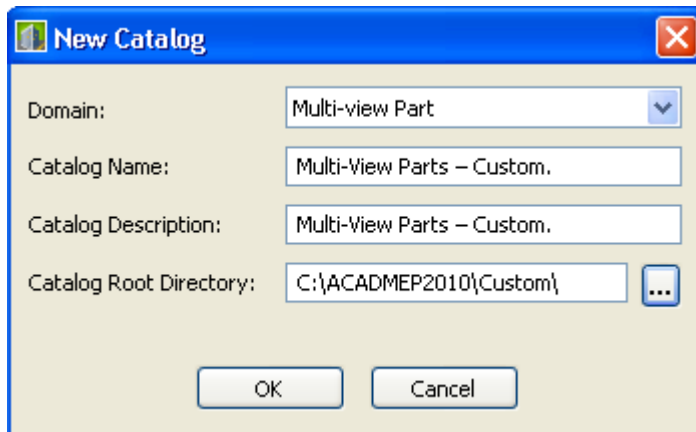 New Catalog
Domain: Multi-view Part
Catalog Name: Multi-View Parts – Custom.
Catalog Description: Multi-View Parts – Custom.
Catalog Root Directory: C:\ACADMEP2010\Custom\ ...
OK Cancel